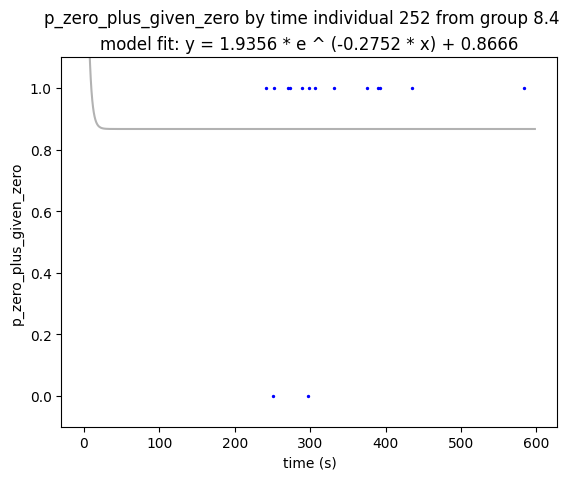 p_zero_plus_given_zero by time individual 252 from group 8.4
model fit: y = 1.9356 * e ^ (-0.2752 * x) + 0.8666
1.0
0.8
0.6
0.4
0.2
0.0
p_zero_plus_given_zero
0 100 200 300 400 500 600
time (s)